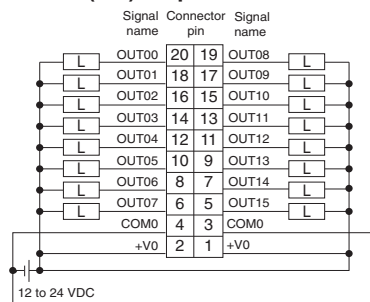 Signal name Connector pin Signal name
L OUT00 20 19 OUT08 L
L OUT01 18 17 OUT09 L
L OUT02 16 15 OUT10 L
L OUT03 14 13 OUT11 L
L OUT04 12 11 OUT12 L
L OUT05 10 9 OUT13 L
L OUT06 8 7 OUT14 L
L OUT07 6 5 OUT15 L
COM0 4 3 COM0
+V0 2 1 +V0
12 to 24 VDC